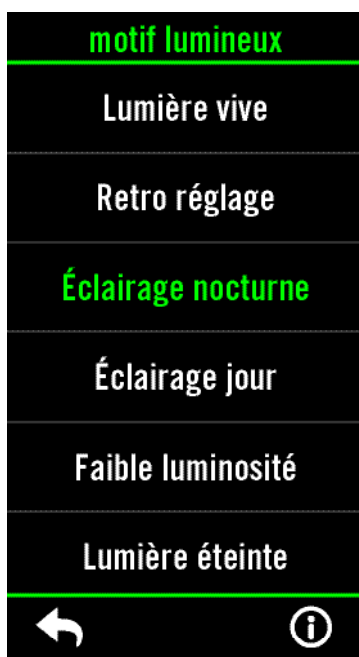 motif lumineux
Lumière vive
Retro réglage
Éclairage nocturne
Éclairage jour
Faible luminosité
Lumière éteinte